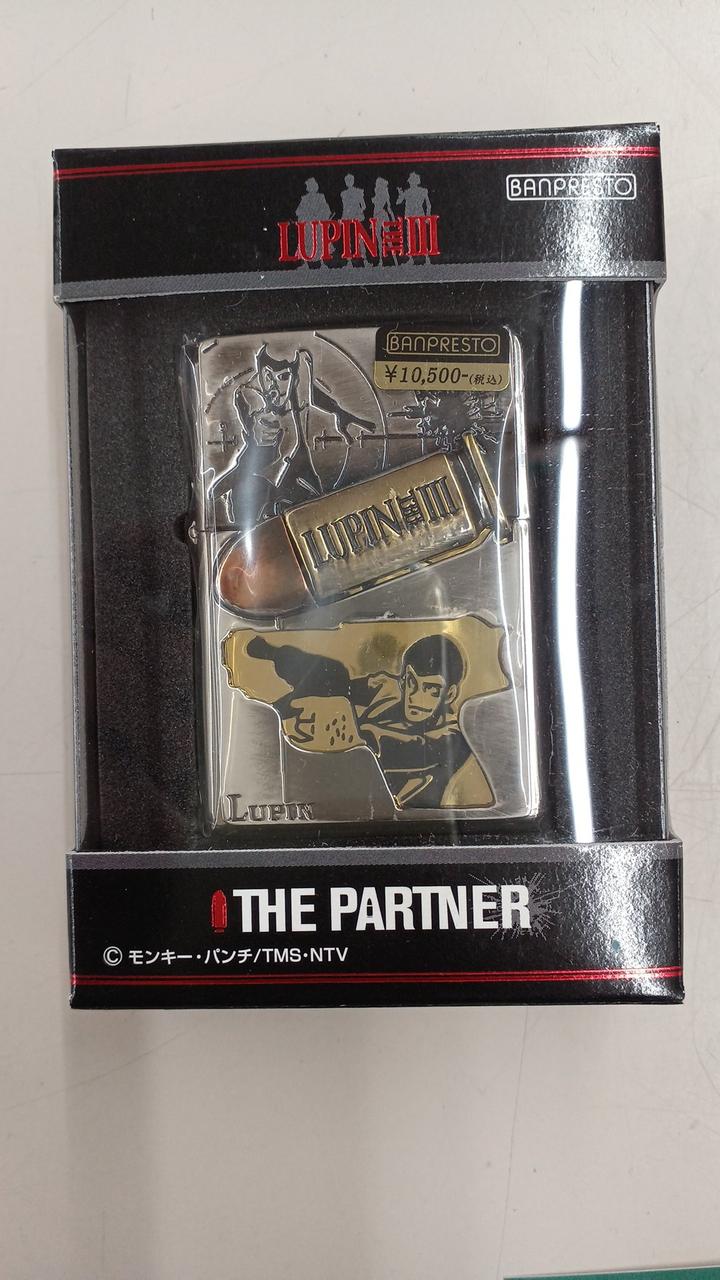 BANPRESTO
LUPIN THE III
BANPRESTO
¥10,500-(税込)
LUPIN THE III
LUPIN
THE PARTNER
© モンキー・パンチ/TMS・NTV